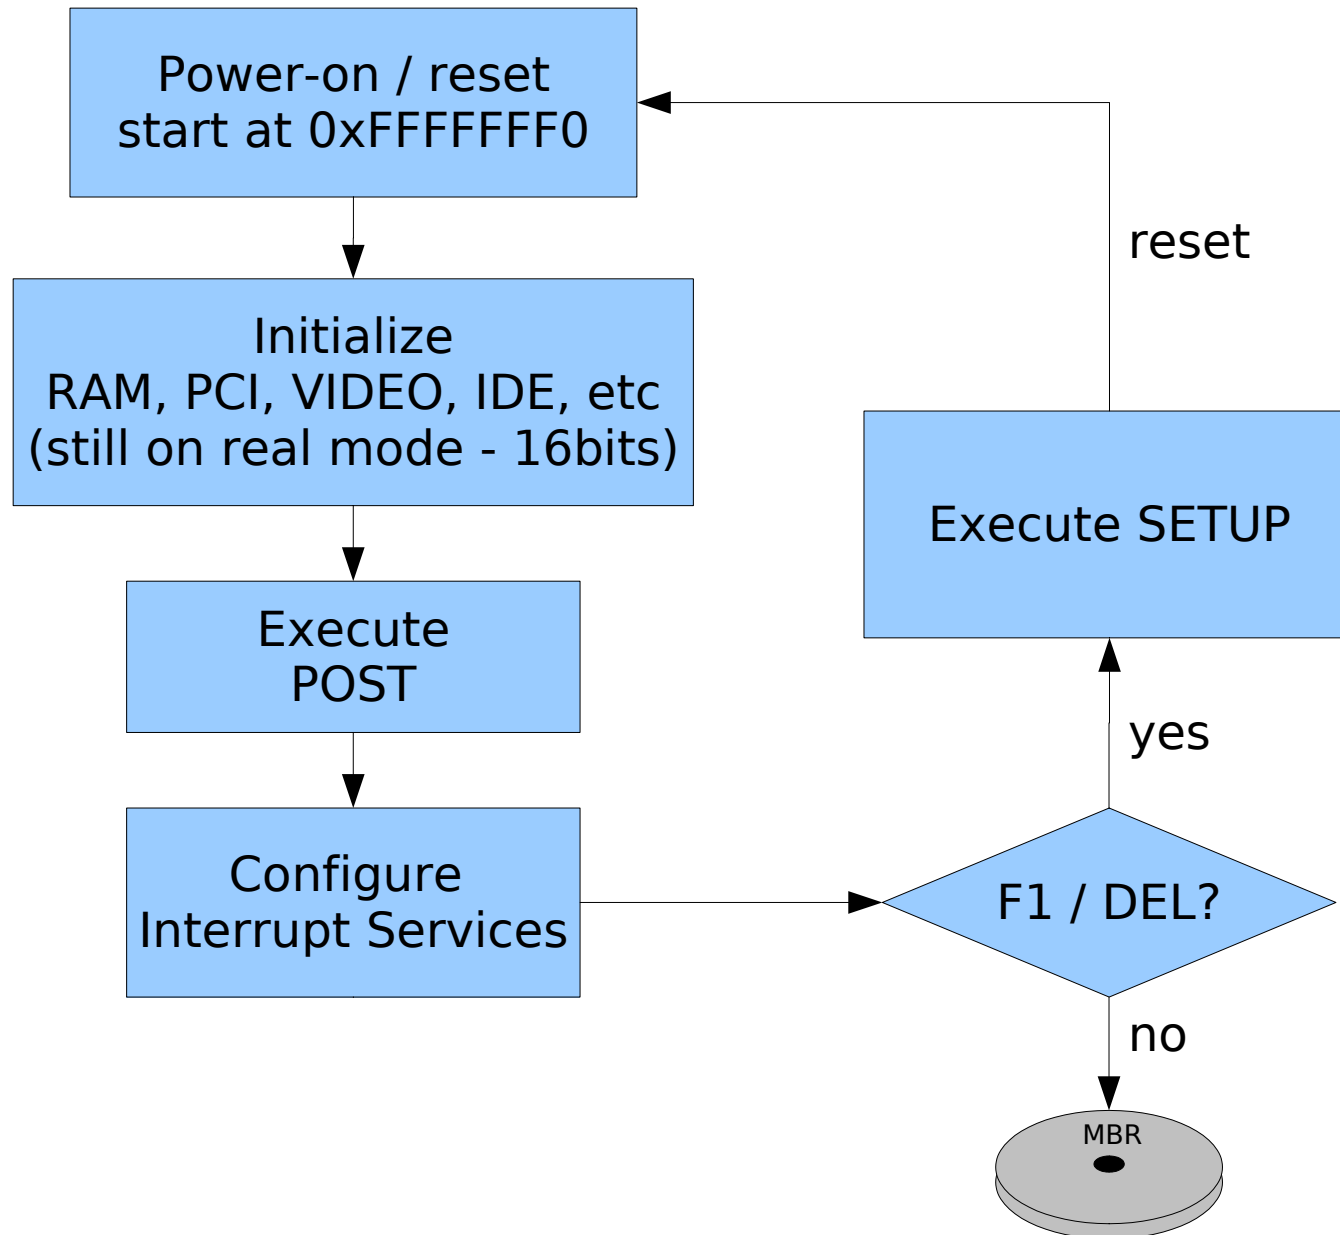 Power-on / reset
start at 0xFFFFFFF0
Initialize
RAM, PCI, VIDEO, IDE, etc
(still on real mode - 16bits)
Execute
POST
Configure
Interrupt Services
F1 / DEL?
yes
Execute SETUP
reset
no
MBR